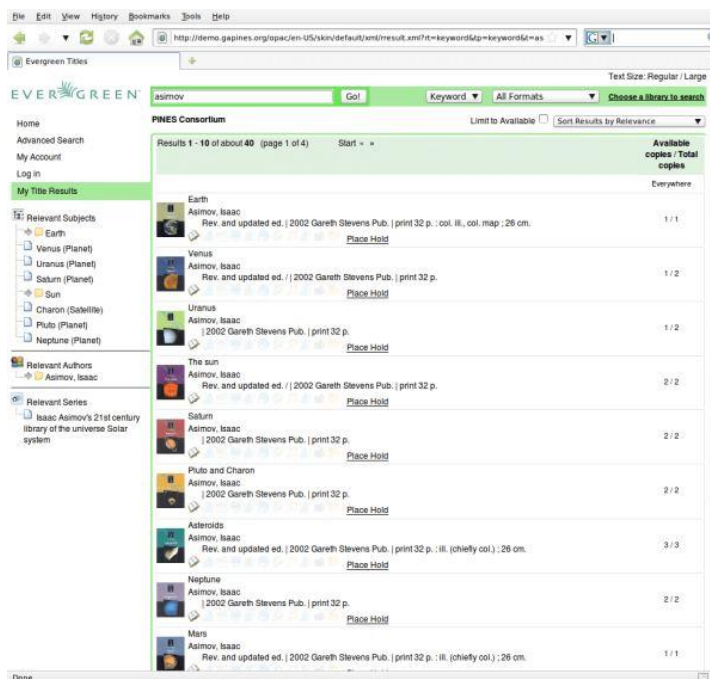 File Edit View History Bookmarks Tools Help
http://demo.gapines.org/opac/en-US/skin/default/xml/rresult.xml?rt=keyword&tp=keyword&t=as
G
Evergreen Titles
Text Size: Regular / Large
EVERGREEN
asimov Go! Keyword All Formats Choose a library to search
PINES Consortium Limit to Available Sort Results by Relevance
Home
Advanced Search
My Account
Log in
My Title Results
Relevant Subjects
Earth
Venus (Planet)
Uranus (Planet)
Saturn (Planet)
Sun
Charon (Satellite)
Pluto (Planet)
Neptune (Planet)
Relevant Authors
Asimov, Isaac
Relevant Series
Isaac Asimov's 21st century
library of the universe Solar
system
Results 1 - 10 of about 40 (page 1 of 4) Start « »
Available
copies / Total
copies
Everywhere
Earth
Asimov, Isaac
Rev. and updated ed. | 2002 Gareth Stevens Pub. | print 32 p. : col. ill., col. map ; 26 cm.
Place Hold
1 / 1
Venus
Asimov, Isaac
Rev. and updated ed. / | 2002 Gareth Stevens Pub. | print 32 p.
Place Hold
1 / 2
Uranus
Asimov, Isaac
| 2002 Gareth Stevens Pub. | print 32 p.
Place Hold
1 / 2
The sun
Asimov, Isaac
Rev. and updated ed. / | 2002 Gareth Stevens Pub. | print 32 p.
Place Hold
2 / 2
Saturn
Asimov, Isaac
| 2002 Gareth Stevens Pub. | print 32 p.
Place Hold
2 / 2
Pluto and Charon
Asimov, Isaac
| 2002 Gareth Stevens Pub. | print 32 p.
Place Hold
2 / 2
Asteroids
Asimov, Isaac
Rev. and updated ed. | 2002 Gareth Stevens Pub. | print 32 p. : ill. (chiefly col.) ; 26 cm.
Place Hold
3 / 3
Neptune
Asimov, Isaac
| 2002 Gareth Stevens Pub. | print 32 p.
Place Hold
2 / 2
Mars
Asimov, Isaac
Rev. and updated ed. | 2002 Gareth Stevens Pub. | print 32 p. : ill. (chiefly col.) ; 26 cm.
1 / 1
Done